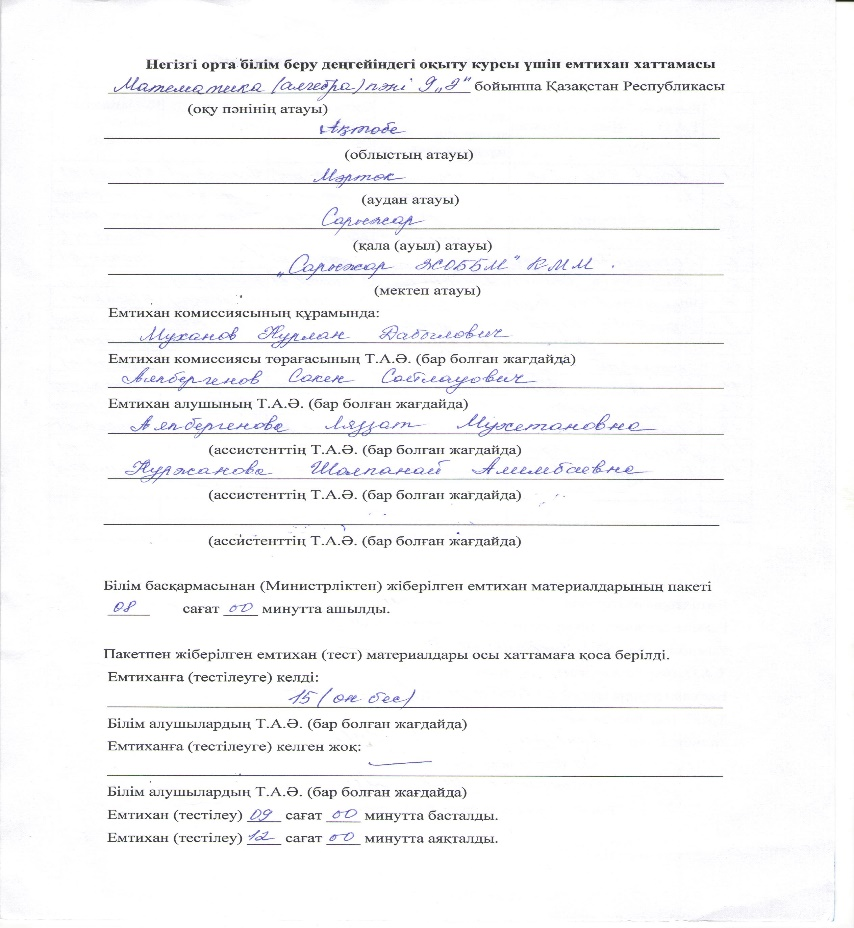 Негізгі орта білім беру деңгейіндегі оқыту курсы үшін емтихан хаттамасы
Математика (алгебра) пәні 9 „Ә" бойынша Қазақстан Республикасы
(оқу пәнінің атауы)
Ақтөбе
(облыстың атауы)
Мәртөк
(аудан атауы)
Сарыжар
(қала (ауыл) атауы)
„Сарыжар ЖОББМ" КММ.
(мектеп атауы)
Емтихан комиссиясының құрамында:
Муханов Нурлан Дабылович
Емтихан комиссиясы төрағасының Т.А.Ә. (бар болған жағдайда)
Аяпбергенов Сакен Сайлауович
Емтихан алушының Т.А.Ә. (бар болған жағдайда)
Аяпбергенова Ляззат Мухетановна
(ассистенттің Т.А.Ә. (бар болған жағдайда)
Нуржанова Шолпанай Алимбаевна
(ассистенттің Т.А.Ә. (бар болған жағдайда)
(ассистенттің Т.А.Ә. (бар болған жағдайда)
Білім басқармасынан (Министрліктен) жіберілген емтихан материалдарының пакеті
08 сағат 00 минутта ашылды.
Пакетпен жіберілген емтихан (тест) материалдары осы хаттамаға қоса берілді.
Емтиханға (тестілеуге) келді:
15 (он бес)
Білім алушылардың Т.А.Ә. (бар болған жағдайда)
Емтиханға (тестілеуге) келген жоқ:
Білім алушылардың Т.А.Ә. (бар болған жағдайда)
Емтихан (тестілеу) 09 сағат 00 минутта басталды.
Емтихан (тестілеу) 12 сағат 00 минутта аяқталды.